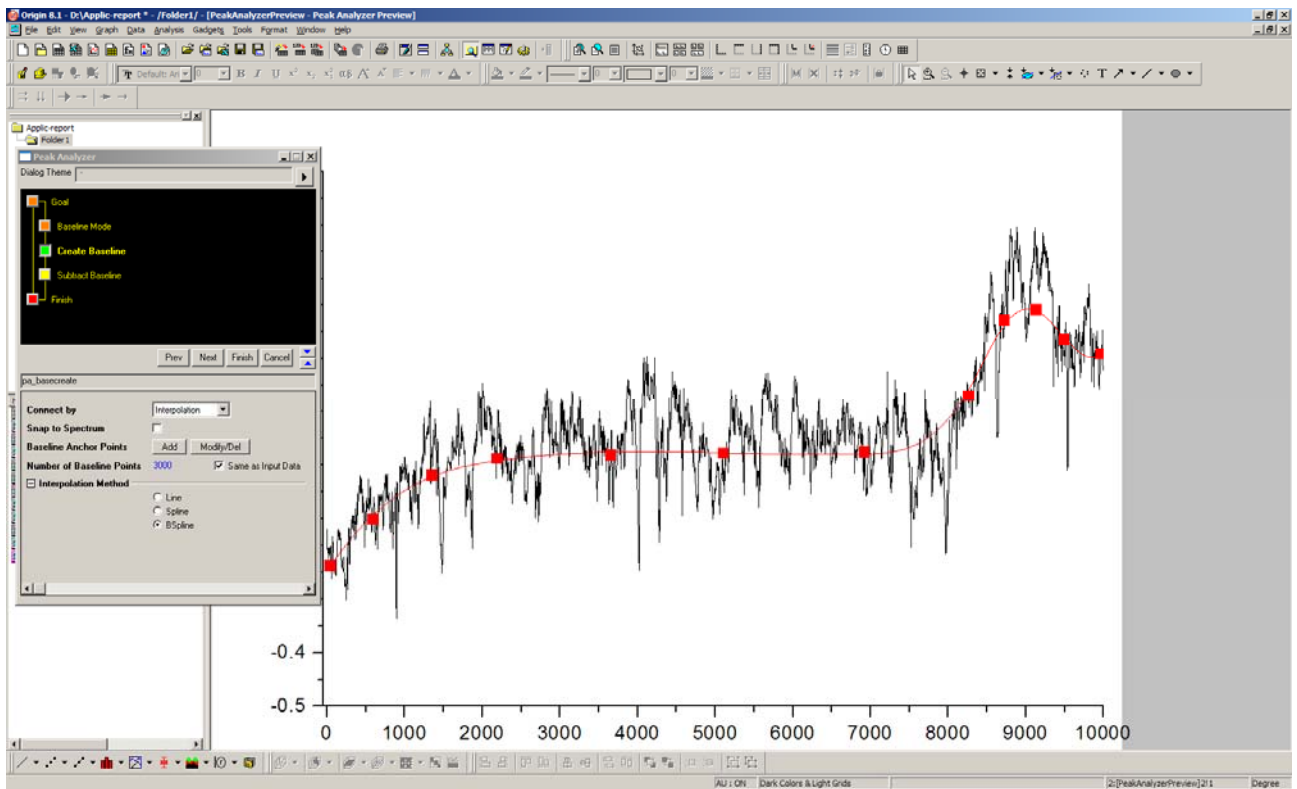 Origin 8.1 - D:\Applic-report * - /Folder1/ - [PeakAnalyzerPreview - Peak Analyzer Preview]
File Edit View Graph Data Analysis Gadgets Tools Format Window Help
Default: Ari 0 B I U
Applic-report
Folder1
Peak Analyzer
Dialog Theme
Goal
Baseline Mode
Create Baseline
Subtract Baseline
Finish
Prev Next Finish Cancel
pa_basecreate
Connect by Interpolation
Snap to Spectrum
Baseline Anchor Points Add Modify/Del
Number of Baseline Points 3000 Same as Input Data
Interpolation Method
Line
Spline
BSpline
-0.4
-0.5
0 1000 2000 3000 4000 5000 6000 7000 8000 9000 10000
AU : ON Dark Colors & Light Grids 2:[PeakAnalyzerPreview]2!1 Degree